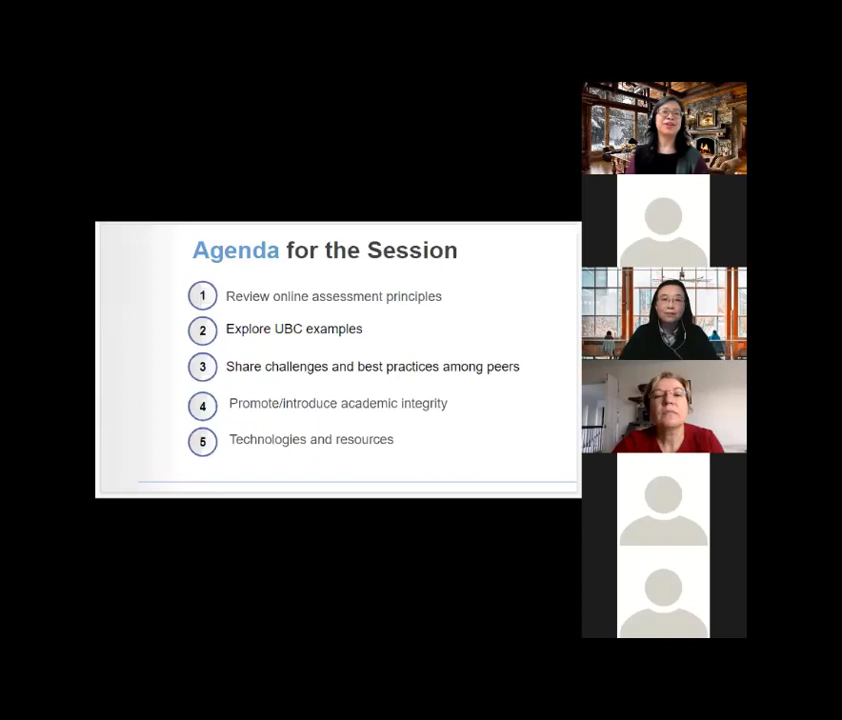 Agenda for the Session
1 Review online assessment principles
2 Explore UBC examples
3 Share challenges and best practices among peers
4 Promote/introduce academic integrity
5 Technologies and resources